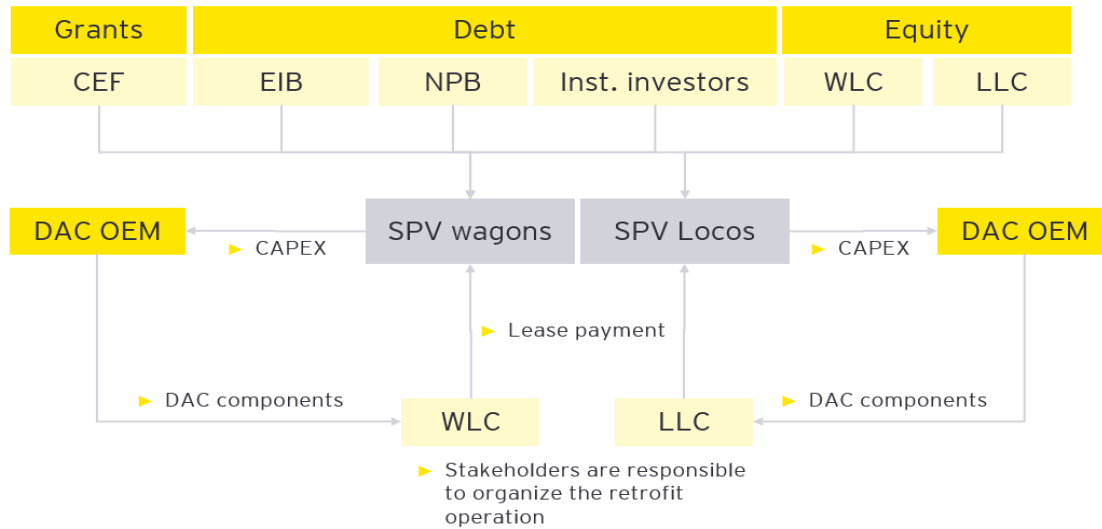 Grants
Debt
Equity
CEF
EIB
NPB
Inst. investors
WLC
LLC
DAC OEM
SPV wagons
SPV Locos
DAC OEM
CAPEX
CAPEX
Lease payment
DAC components
WLC
LLC
DAC components
Stakeholders are responsible
to organize the retrofit
operation